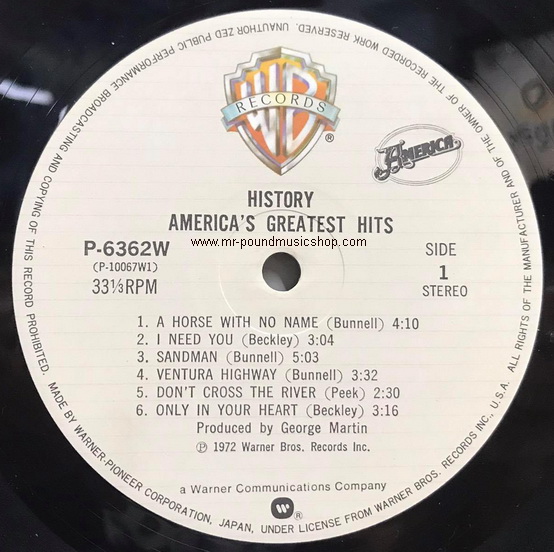 ALL RIGHTS OF THE MANUFACTURER AND OF THE OWNER OF THE RECORDED WORK RESERVED. UNAUTHORIZED PUBLIC PERFORMANCE BROADCASTING AND COPYING OF THIS RECORD PROHIBITED.
WB
RECORDS
®
AMERICA
HISTORY
AMERICA'S GREATEST HITS
www.mr-poundmusicshop.com
P-6362W
(P-10067W1)
33⅓RPM
SIDE
1
STEREO
1. A HORSE WITH NO NAME (Bunnell) 4:10
2. I NEED YOU (Beckley) 3:04
3. SANDMAN (Bunnell) 5:03
4. VENTURA HIGHWAY (Bunnell) 3:32
5. DON'T CROSS THE RIVER (Peek) 2:30
6. ONLY IN YOUR HEART (Beckley) 3:16
Produced by George Martin
℗ 1972 Warner Bros. Records Inc.
a Warner Communications Company
®
MADE BY WARNER-PIONEER CORPORATION, JAPAN, UNDER LICENSE FROM WARNER BROS. RECORDS INC., U.S.A.